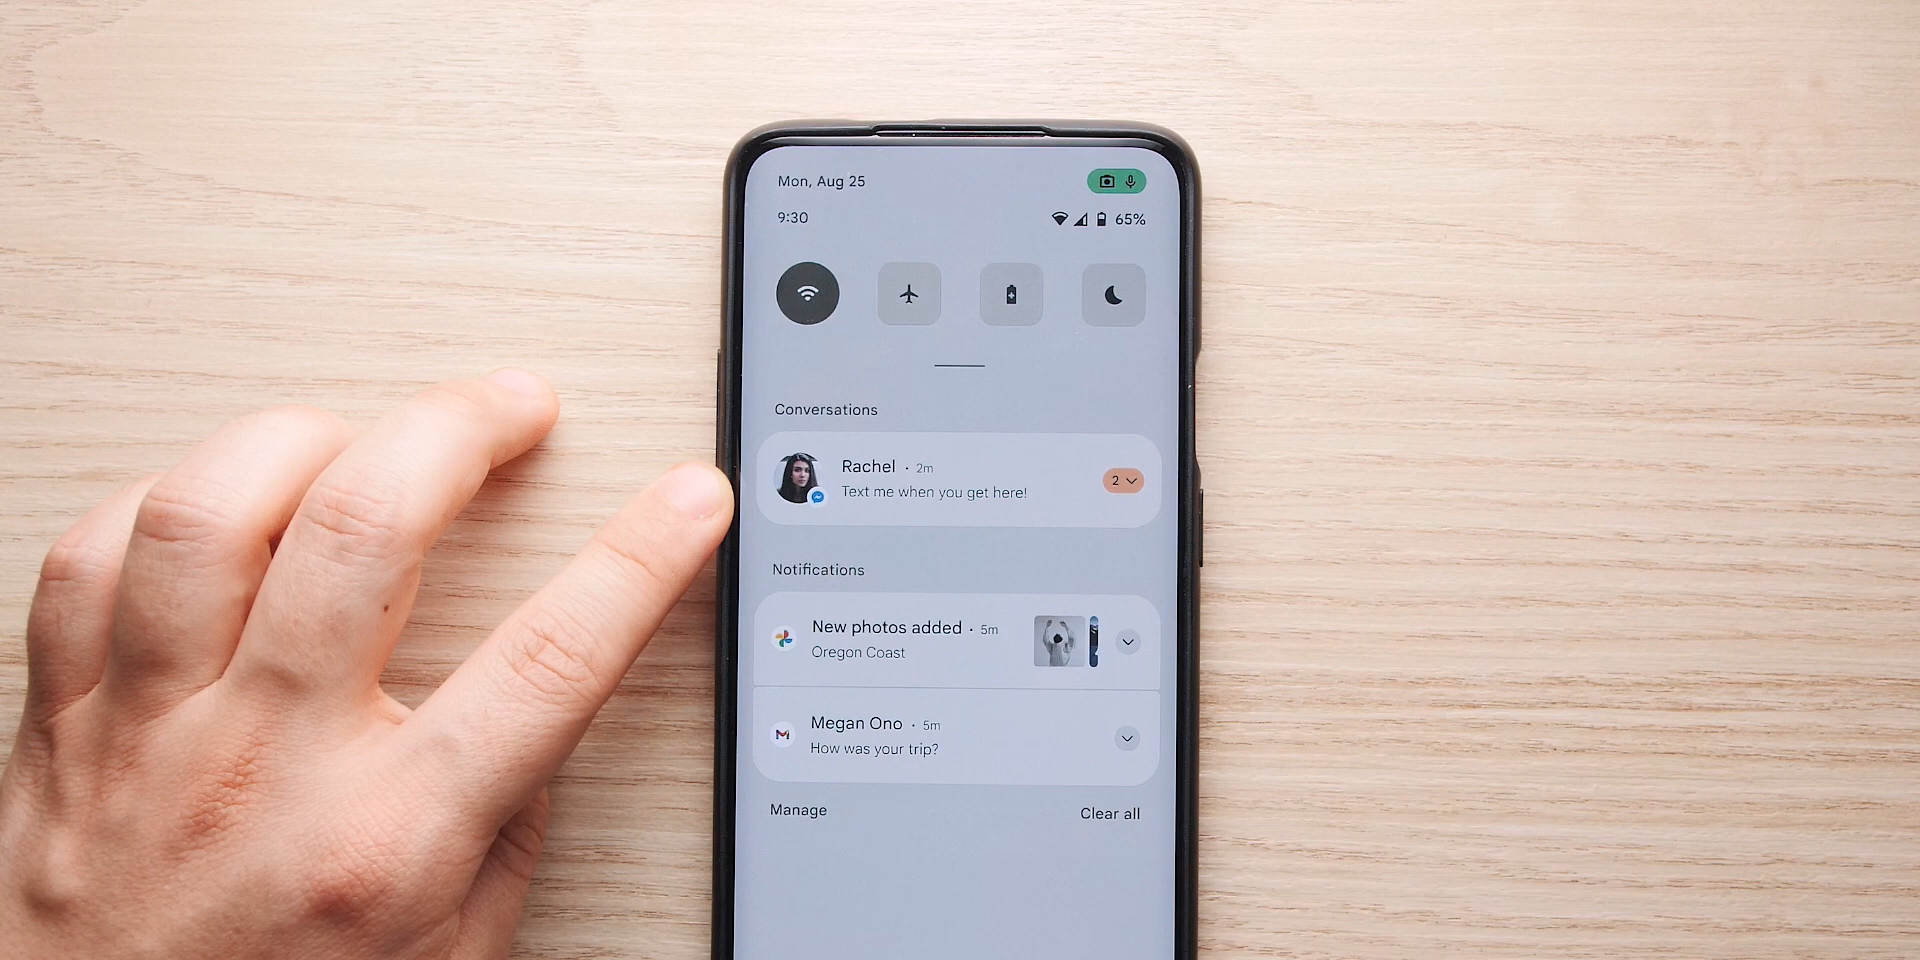 Mon, Aug 25
9:30
65%
Conversations
Rachel · 2m
Text me when you get here!
2
Notifications
New photos added · 5m
Oregon Coast
Megan Ono · 5m
How was your trip?
Manage
Clear all